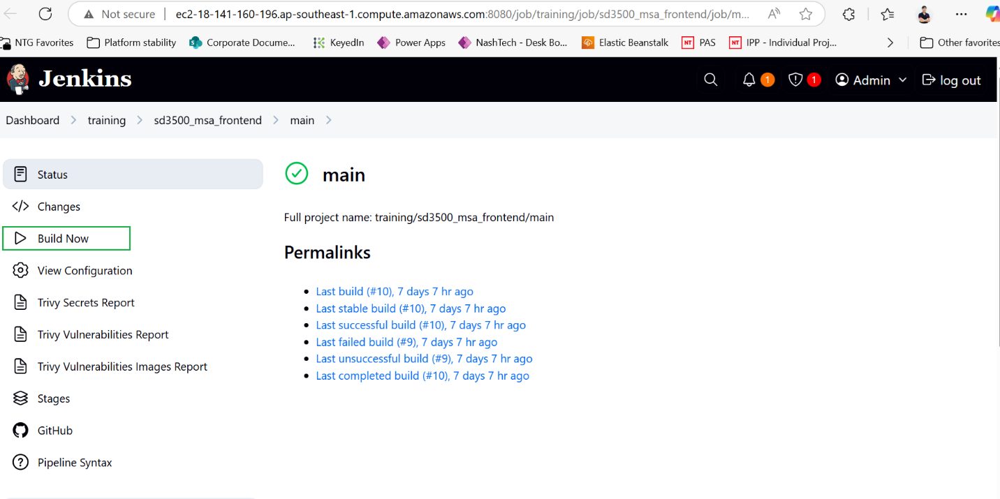 Not secure ec2-18-141-160-196.ap-southeast-1.compute.amazonaws.com:8080/job/training/job/sd3500_msa_frontend/job/m...
NTG Favorites Platform stability Corporate Docume... KeyedIn Power Apps NashTech - Desk Bo... Elastic Beanstalk NT PAS NT IPP - Individual Proj... Other favorites
Jenkins 1 1 Admin log out
Dashboard training sd3500_msa_frontend main
Status
Changes
Build Now
View Configuration
Trivy Secrets Report
Trivy Vulnerabilities Report
Trivy Vulnerabilities Images Report
Stages
GitHub
Pipeline Syntax
main
Full project name: training/sd3500_msa_frontend/main
Permalinks
Last build (#10), 7 days 7 hr ago
Last stable build (#10), 7 days 7 hr ago
Last successful build (#10), 7 days 7 hr ago
Last failed build (#9), 7 days 7 hr ago
Last unsuccessful build (#9), 7 days 7 hr ago
Last completed build (#10), 7 days 7 hr ago